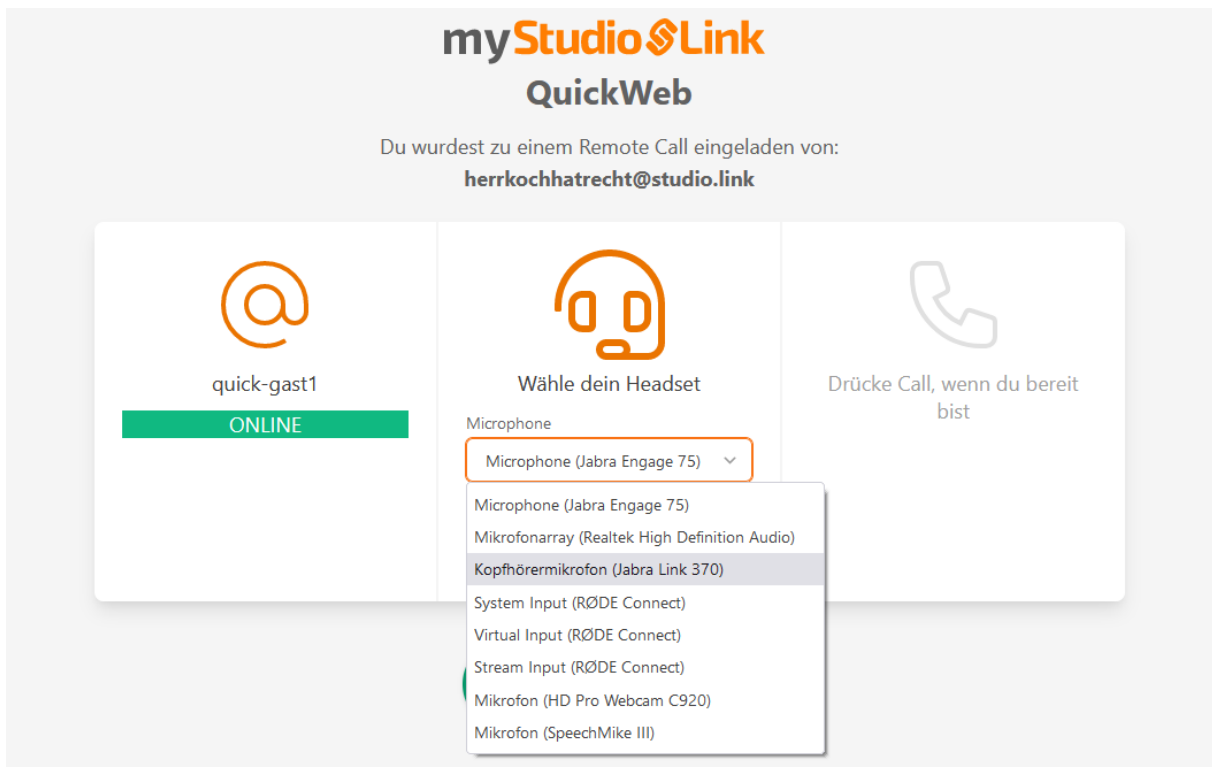 myStudioLink
QuickWeb
Du wurdest zu einem Remote Call eingeladen von:
herrkochhatrecht@studio.link
quick-gast1
ONLINE
Wähle dein Headset
Microphone
Microphone (Jabra Engage 75)
Microphone (Jabra Engage 75)
Mikrofonarray (Realtek High Definition Audio)
Kopfhörermikrofon (Jabra Link 370)
System Input (RØDE Connect)
Virtual Input (RØDE Connect)
Stream Input (RØDE Connect)
Mikrofon (HD Pro Webcam C920)
Mikrofon (SpeechMike III)
Drücke Call, wenn du bereit
bist